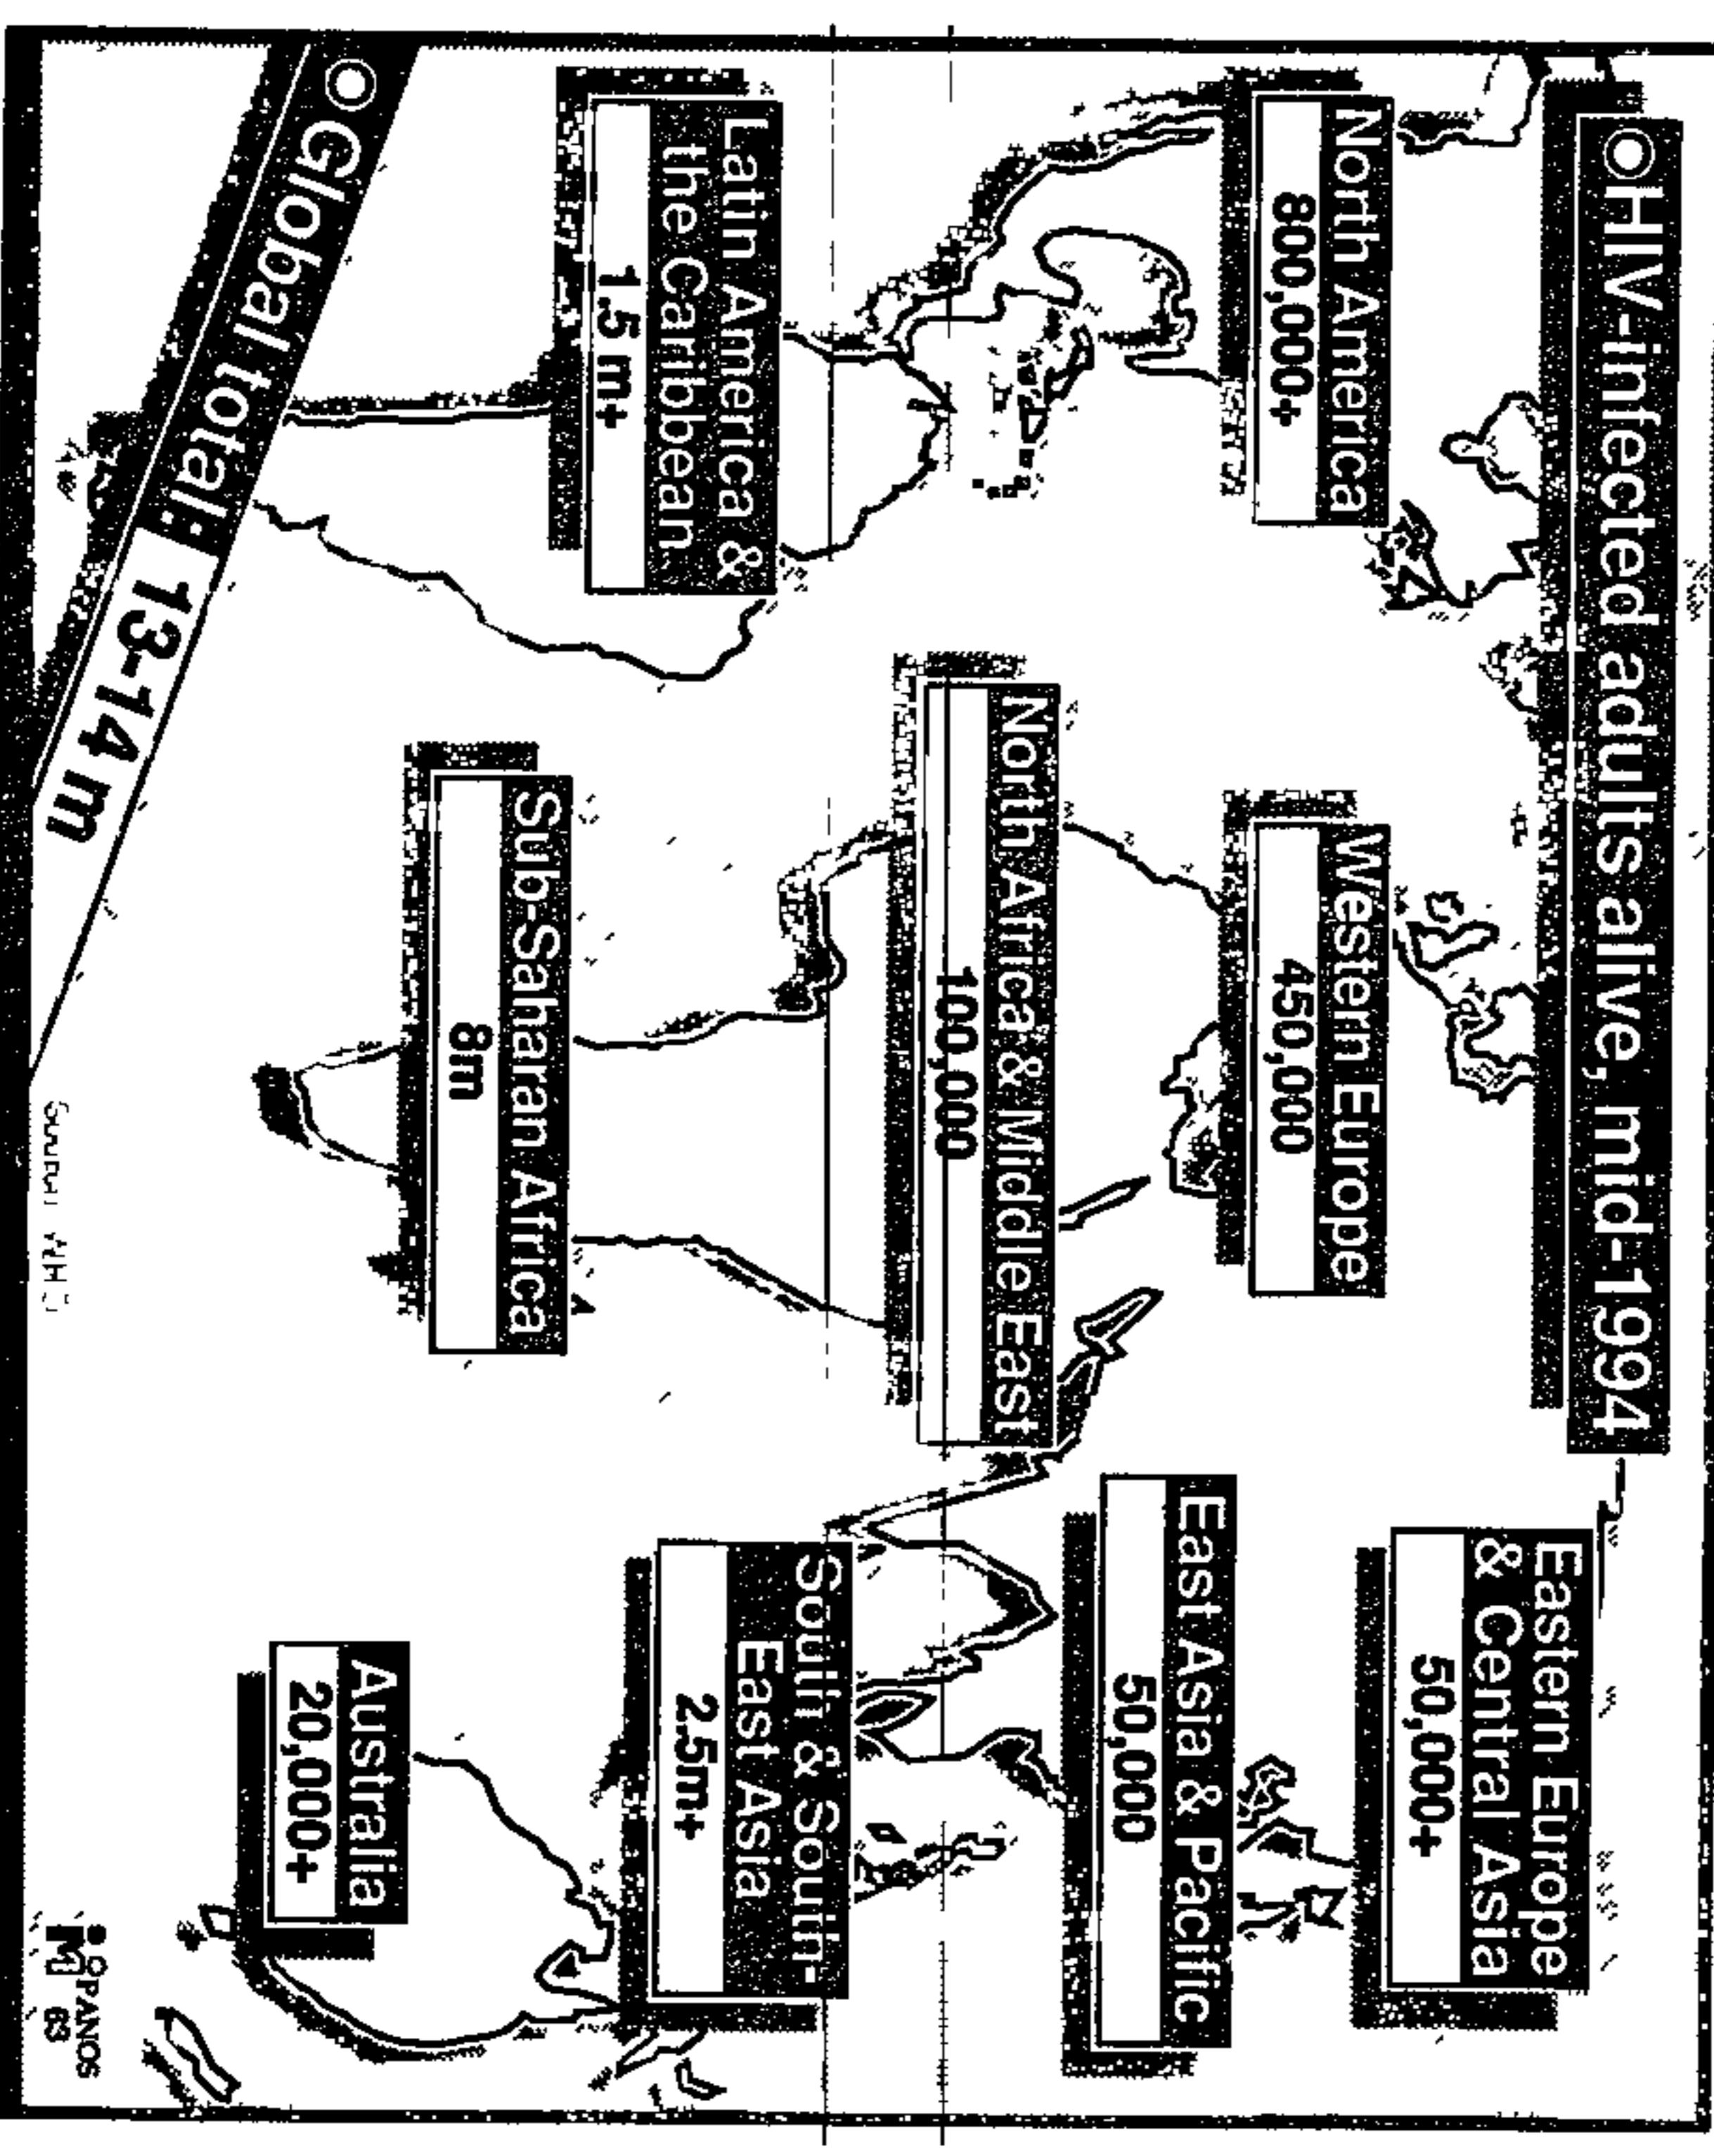 HIV-infected adults alive, mid-1994
North America
800,000+
Western Europe
450,000
Eastern Europe
& Central Asia
50,000+
East Asia & Pacific
50,000
North Africa & Middle East
100,000
Latin America &
the Caribbean
1.5 m+
South & South-
East Asia
2.5m+
Sub-Saharan Africa
8m
Australia
20,000+
Global total: 13-14 m
Source: WHO
PANOS